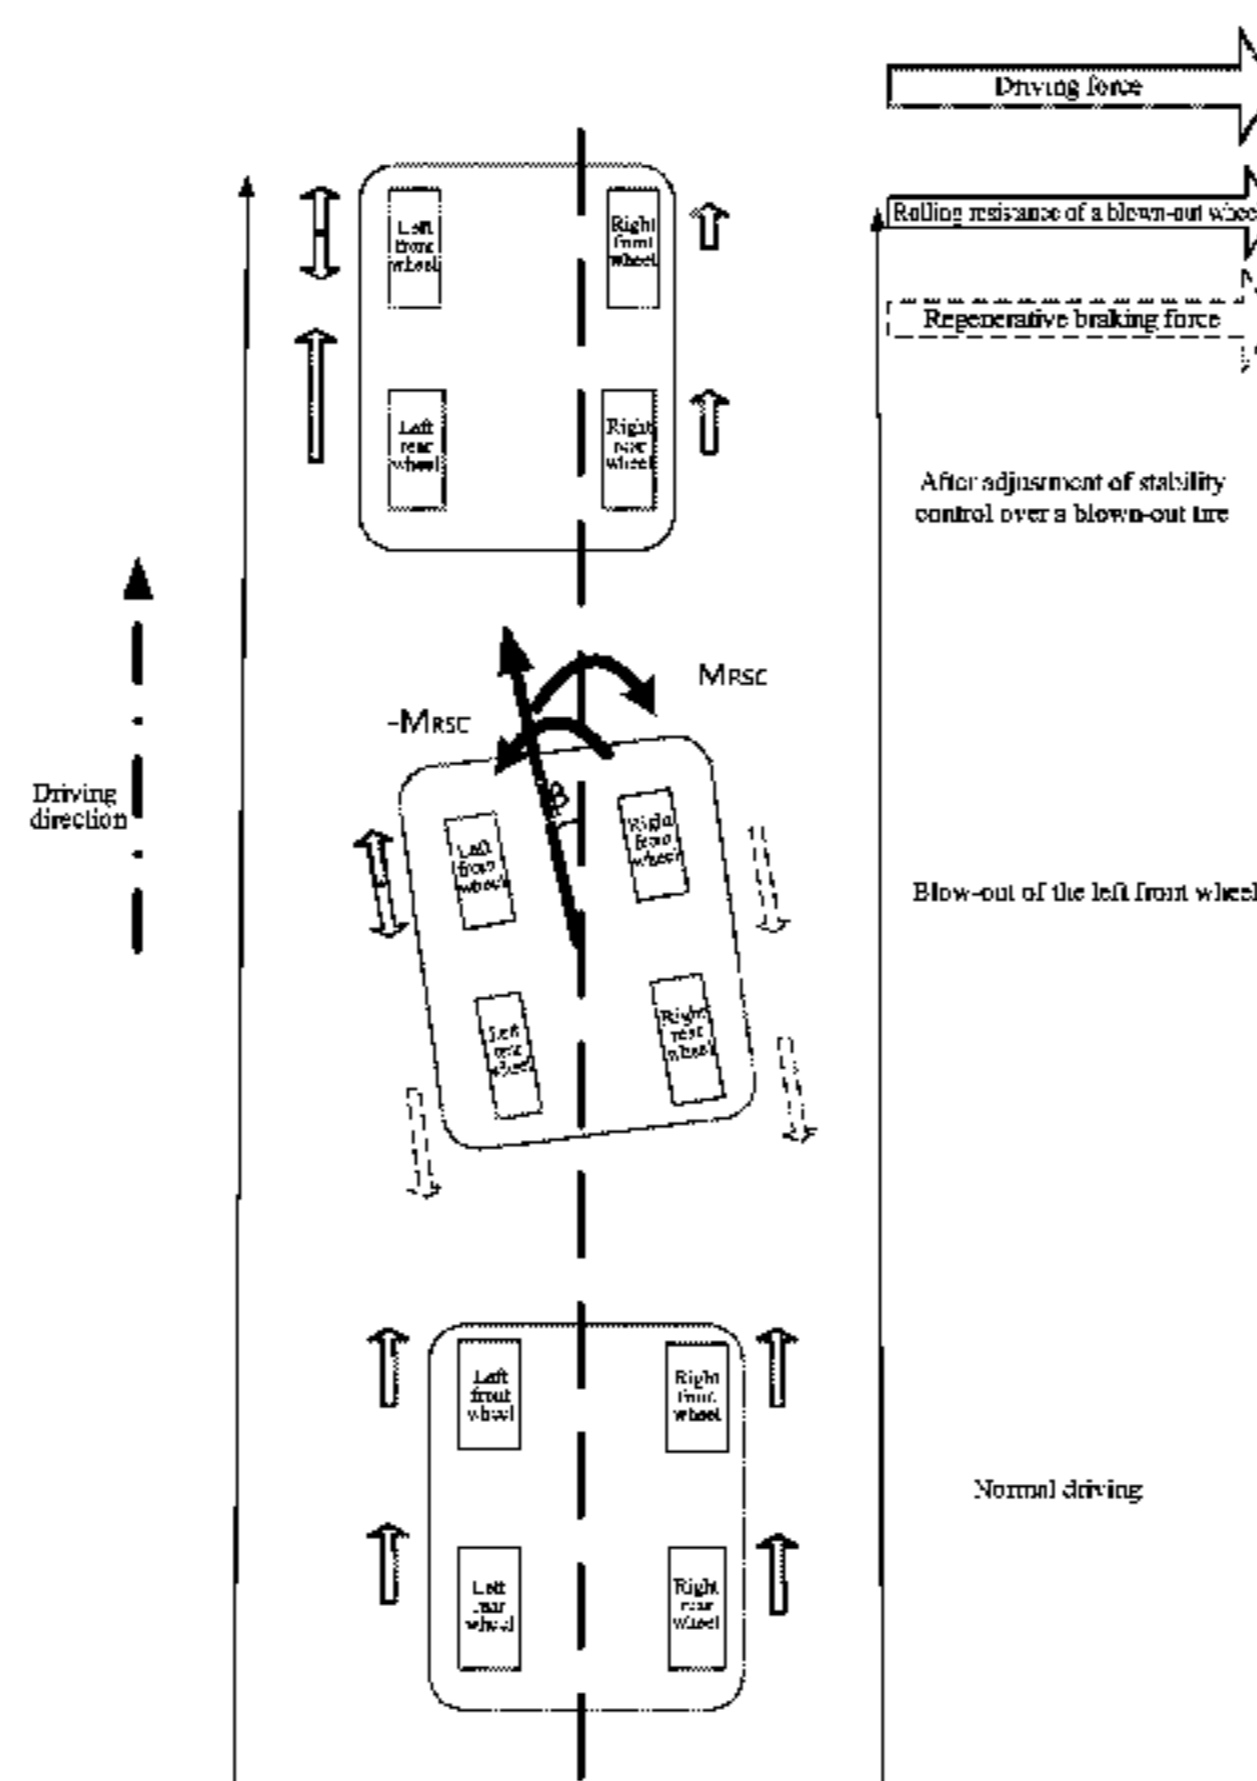 Driving force
Rolling resistance of a blown-out wheel
Regenerative braking force
Left
front
wheel
Right
front
wheel
Left
rear
wheel
Right
rear
wheel
After adjustment of stability
control over a blown-out tire
MRSC
-MRSC
Driving
direction
β
Left
front
wheel
Right
front
wheel
Blow-out of the left front wheel
Left
rear
wheel
Right
rear
wheel
Left
front
wheel
Right
front
wheel
Normal driving
Left
rear
wheel
Right
rear
wheel